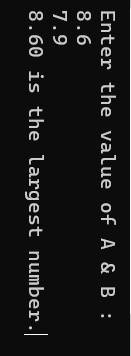 Enter the value of A & B :
8.6
7.9
8.60 is the largest number.